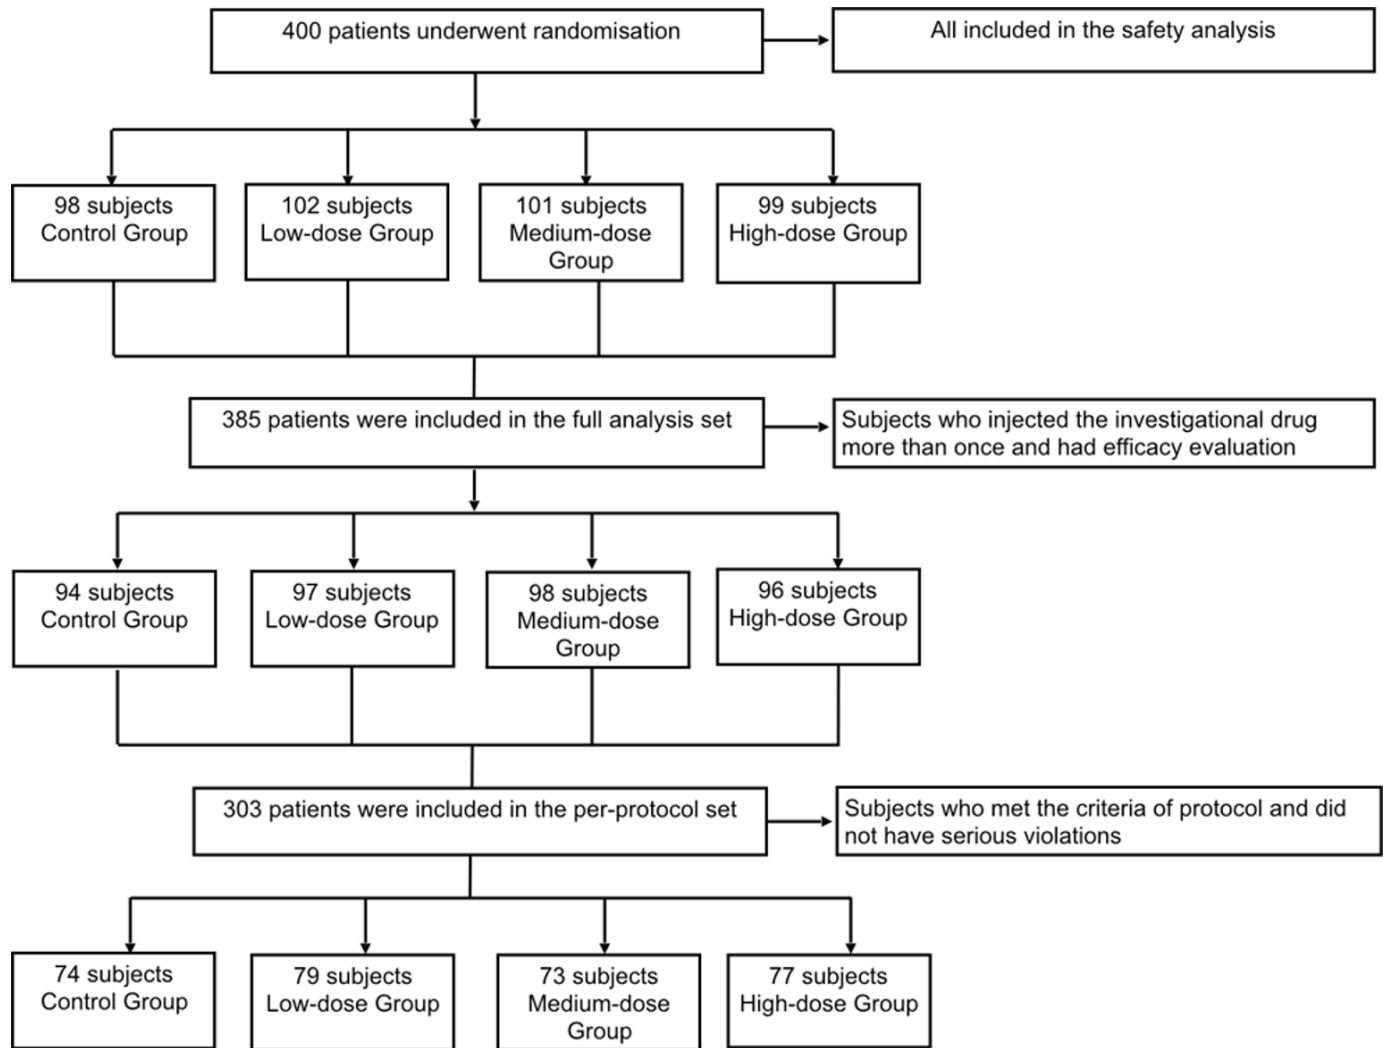 400 patients underwent randomisation
All included in the safety analysis
98 subjects
Control Group
102 subjects
Low-dose Group
101 subjects
Medium-dose
Group
99 subjects
High-dose Group
385 patients were included in the full analysis set
Subjects who injected the investigational drug
more than once and had efficacy evaluation
94 subjects
Control Group
97 subjects
Low-dose Group
98 subjects
Medium-dose
Group
96 subjects
High-dose Group
303 patients were included in the per-protocol set
Subjects who met the criteria of protocol and did
not have serious violations
74 subjects
Control Group
79 subjects
Low-dose Group
73 subjects
Medium-dose
Group
77 subjects
High-dose Group